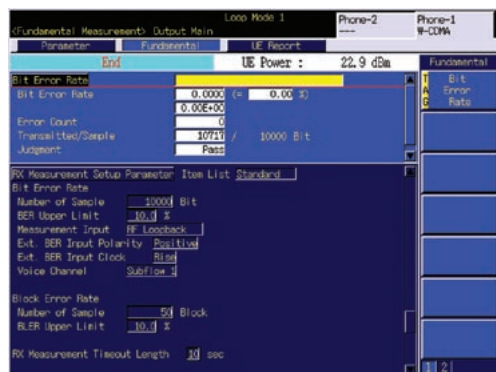 Loop Mode 1
Phone-2
Phone-1
<Fundamental Measurement> Output Main
----
W-CDMA
Parameter Fundamental UE Report
End UE Power : 22.9 dBm Fundamental
Bit Error Rate
TAG Bit Error Rate
Bit Error Rate 0.0000 (= 0.00 %)
0.00E+00
Error Count 0
Transmitted/Sample 10717 / 10000 Bit
Judgment Pass
RX Measurement Setup Parameter Item List Standard
Bit Error Rate
Number of Sample 10000 Bit
BER Upper Limit 10.0 %
Measurement Input RF Loopback
Ext. BER Input Polarity Positive
Ext. BER Input Clock Rise
Voice Channel Subflow 1
Block Error Rate
Number of Sample 50 Block
BLER Upper Limit 10.0 %
RX Measurement Timeout Length 10 sec
1 2